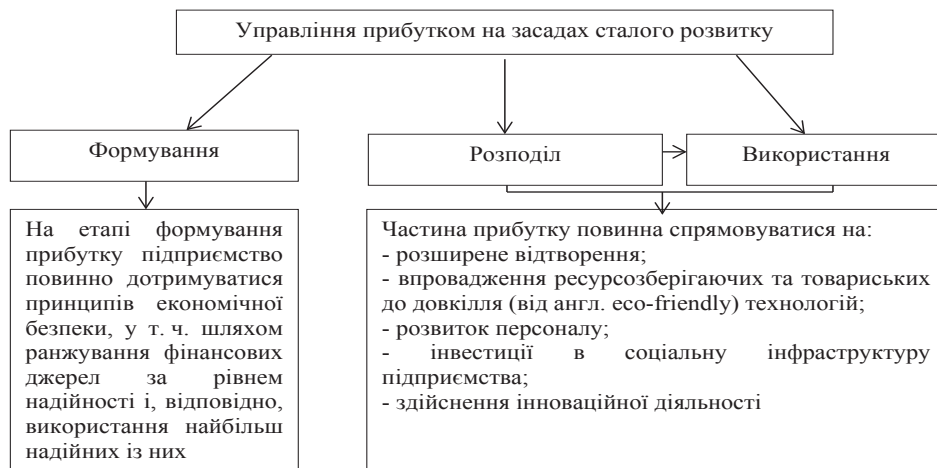 Управління прибутком на засадах сталого розвитку
Формування
Розподіл
Використання
На етапі формування
прибутку підприємство
повинно дотримуватися
принципів економічної
безпеки, у т. ч. шляхом
ранжування фінансових
джерел за рівнем
надійності і, відповідно,
використання найбільш
надійних із них
Частина прибутку повинна спрямовуватися на:
- розширене відтворення;
- впровадження ресурсозберігаючих та товариських
до довкілля (від англ. eco-friendly) технологій;
- розвиток персоналу;
- інвестиції в соціальну інфраструктуру
підприємства;
- здійснення інноваційної діяльності